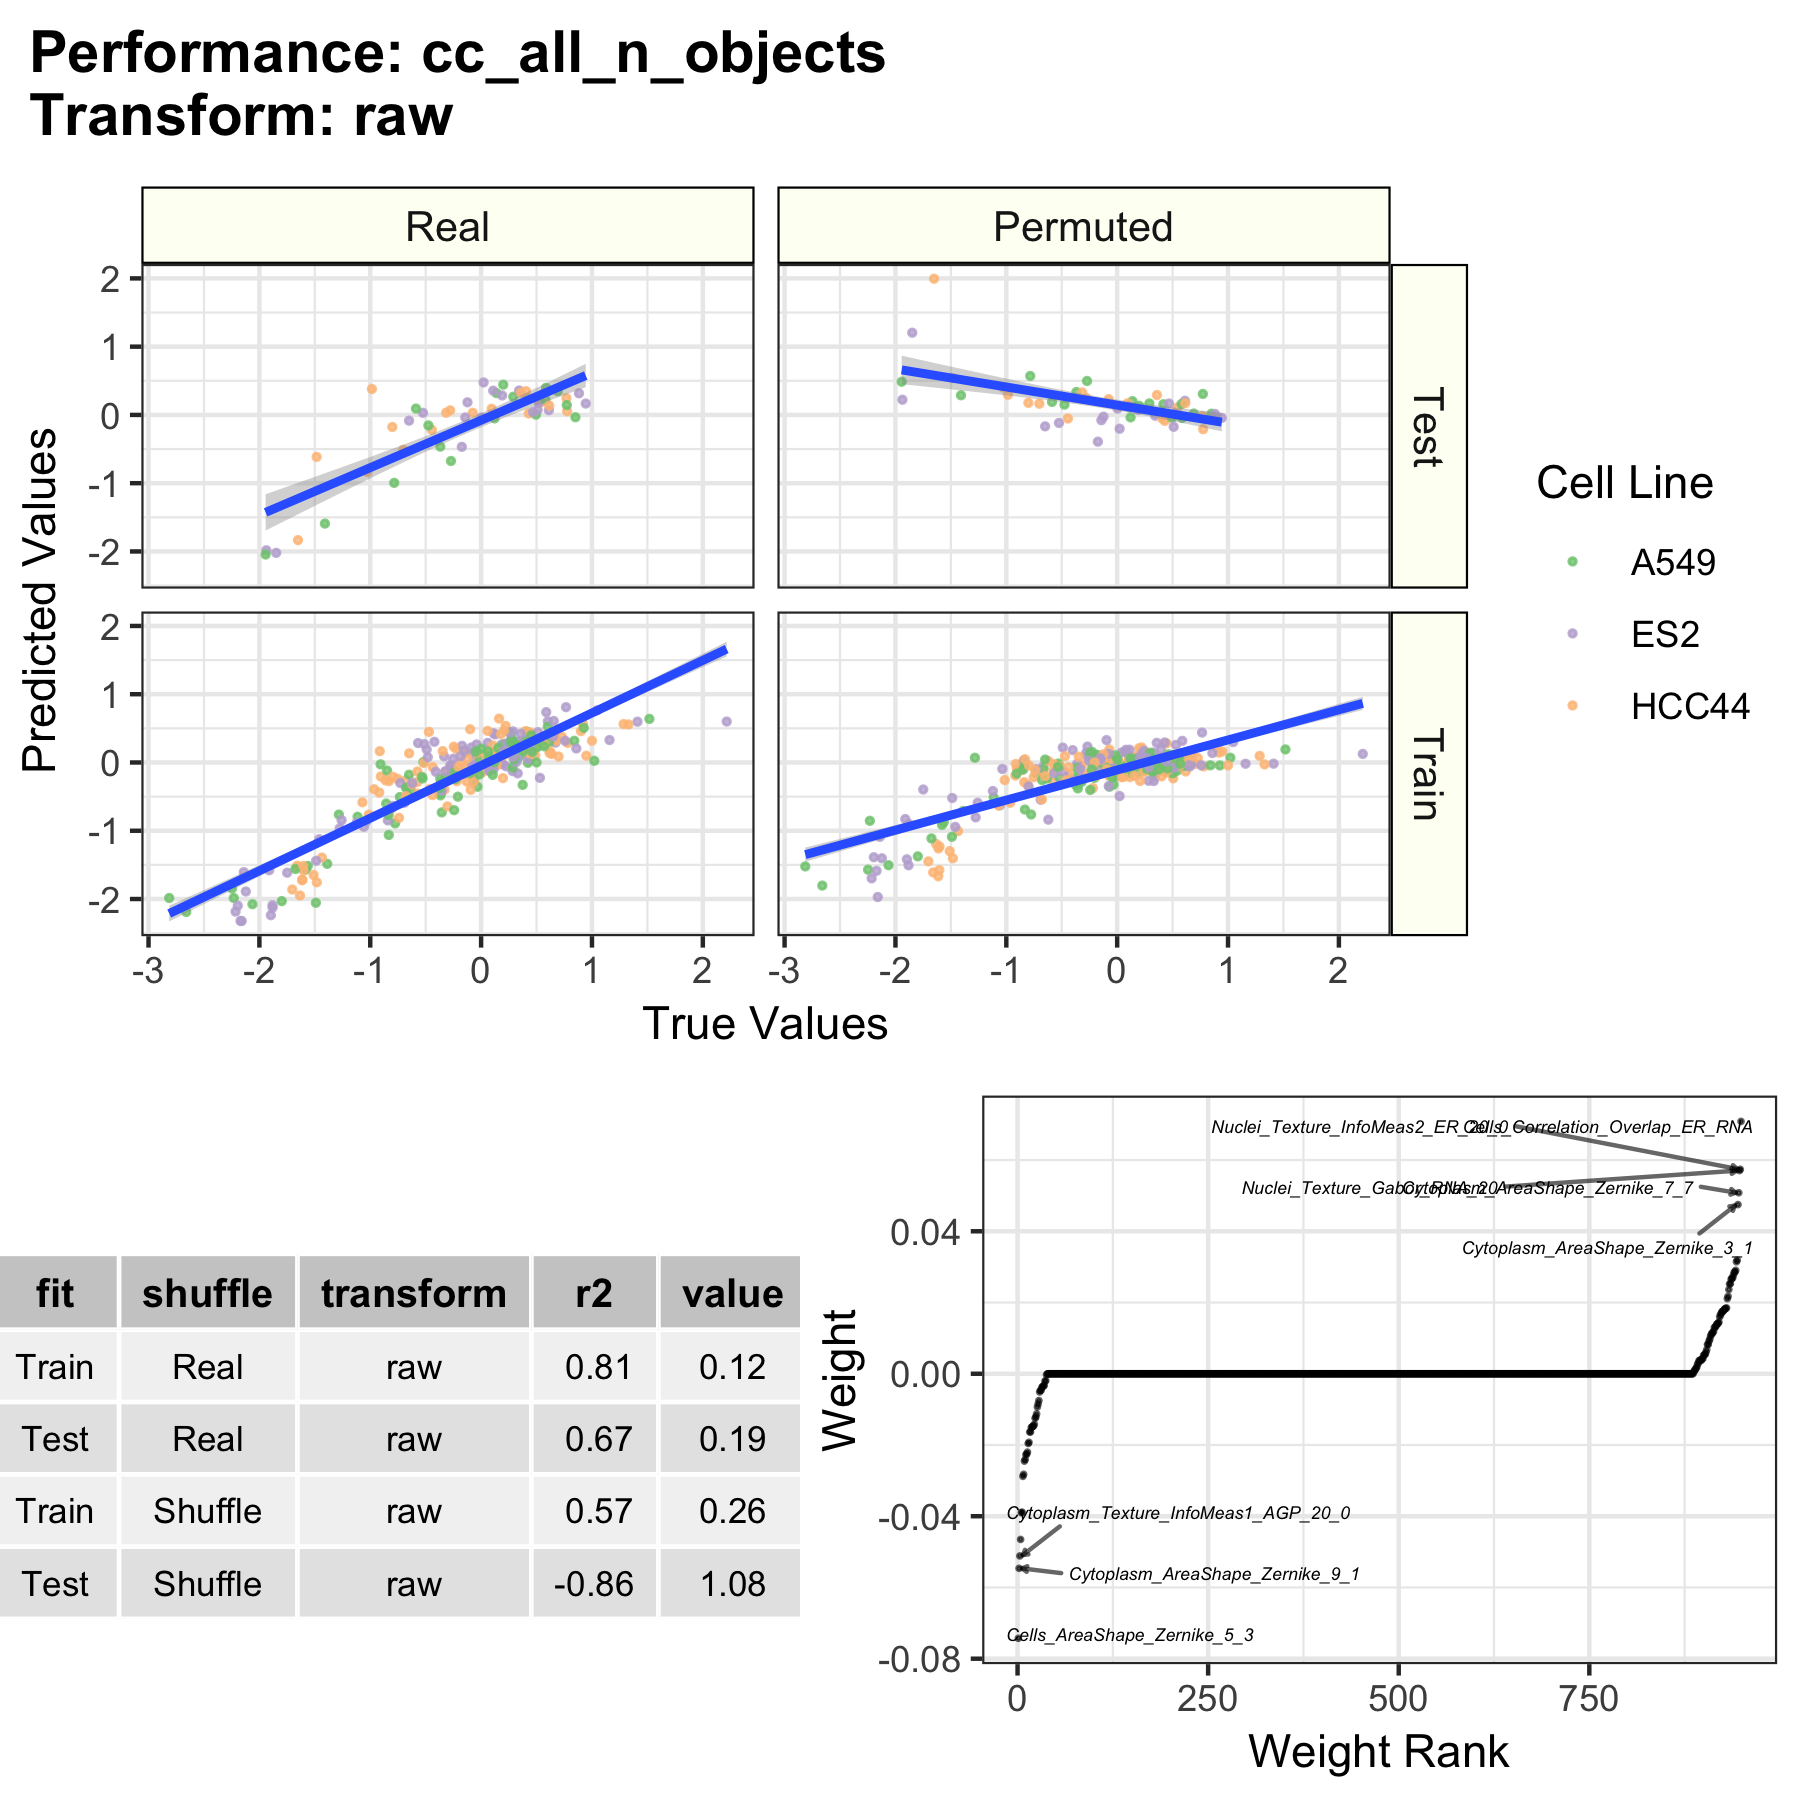 Performance: cc_all_n_objects
Transform: raw
Real
Permuted
2
1
0
-1
-2
Test
2
1
0
-1
-2
Train
-3
-2
-1
0
1
2
-3
-2
-1
0
1
2
Predicted Values
True Values
Cell Line
A549
ES2
HCC44
fit shuffle transform r2 value
Train Real raw 0.81 0.12
Test Real raw 0.67 0.19
Train Shuffle raw 0.57 0.26
Test Shuffle raw -0.86 1.08
Weight
0.04
0.00
-0.04
-0.08
Nuclei_Texture_InfoMeas2_ER_20_0
Cells_Correlation_Overlap_ER_RNA
Nuclei_Texture_Gabor_RNA_20
Cytoplasm_AreaShape_Zernike_7_7
Cytoplasm_AreaShape_Zernike_3_1
Cytoplasm_Texture_InfoMeas1_AGP_20_0
Cytoplasm_AreaShape_Zernike_9_1
Cells_AreaShape_Zernike_5_3
0
250
500
750
Weight Rank